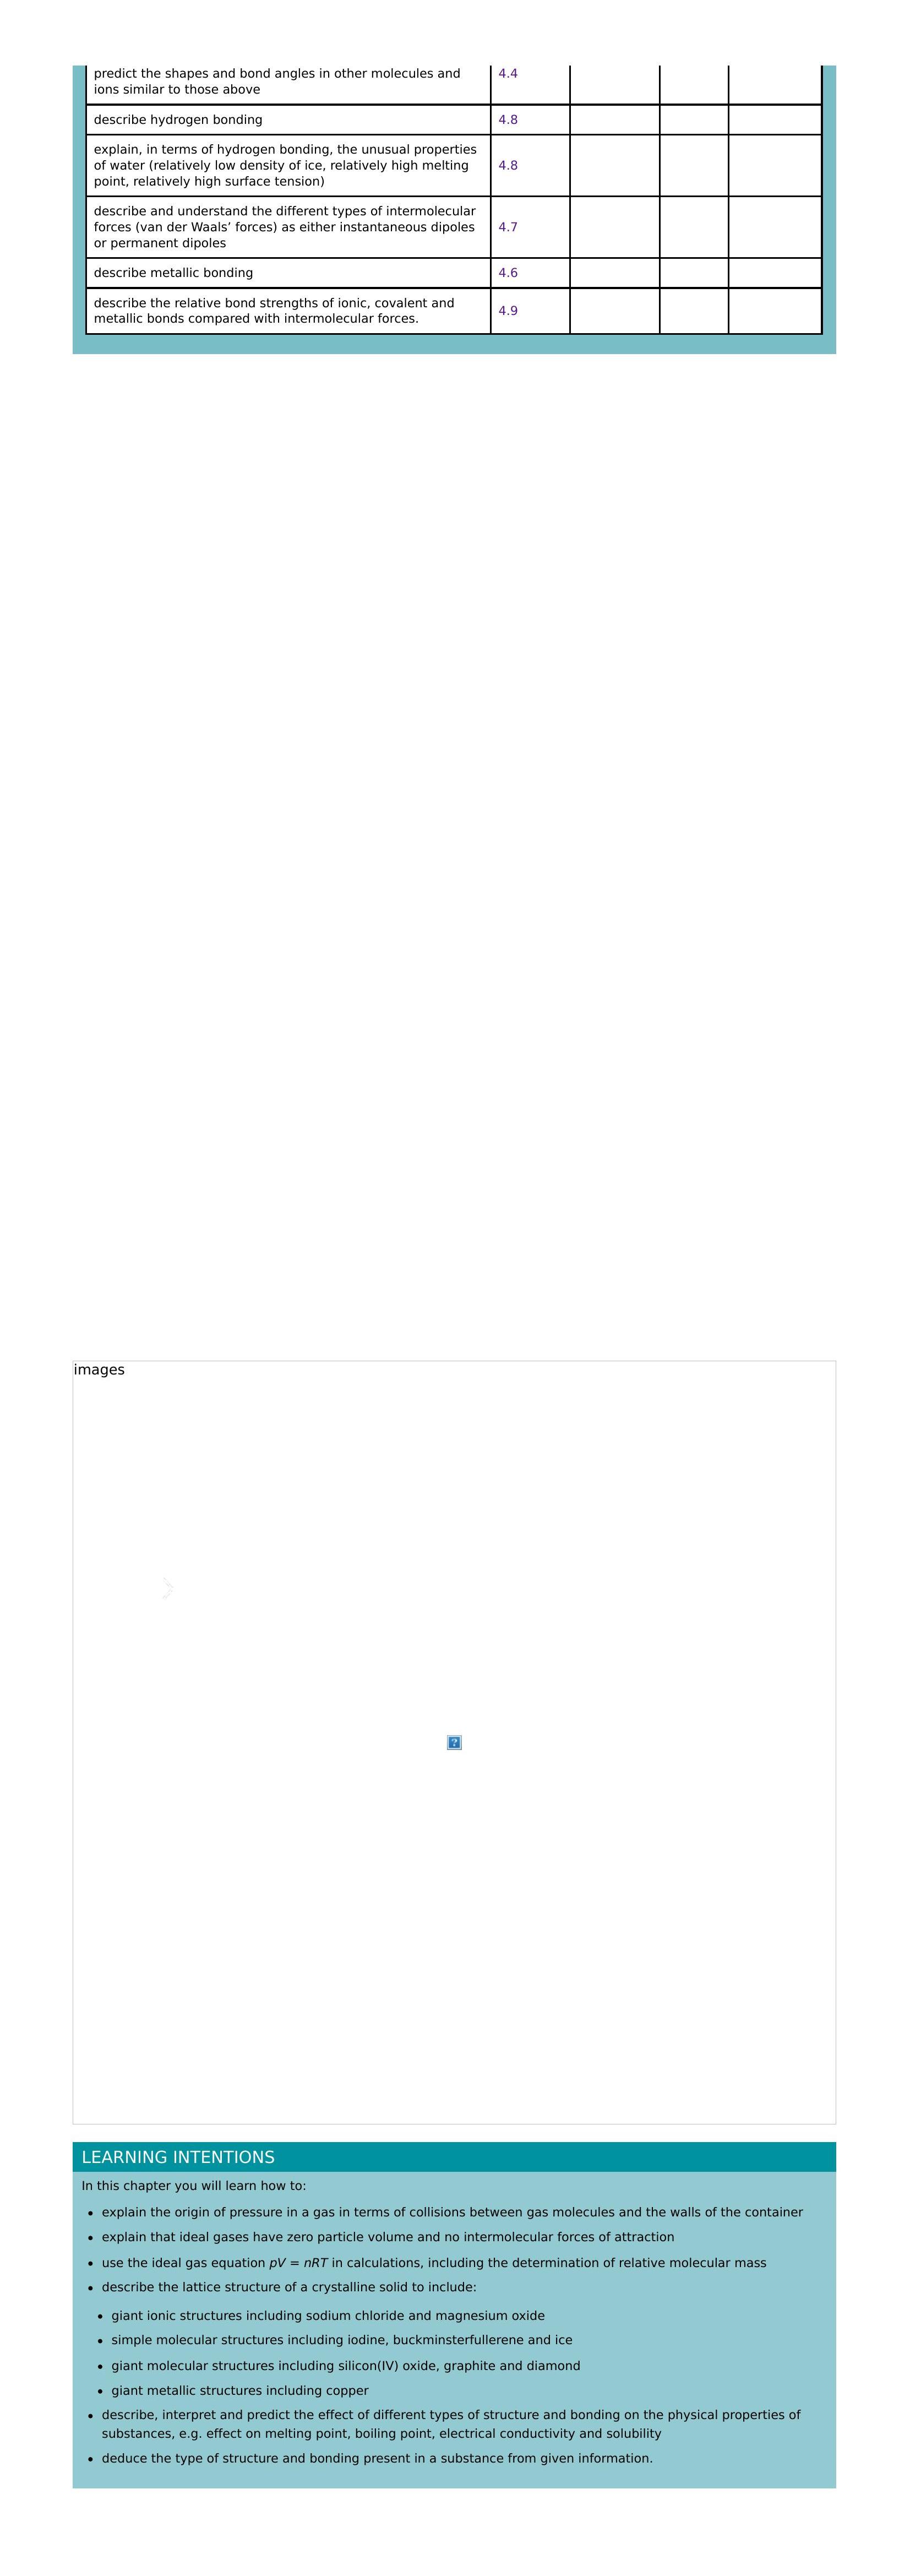 predict the shapes and bond angles in other molecules and 4.4
ions similar to those above
describe hydrogen bonding 4.8
explain, in terms of hydrogen bonding, the unusual properties
of water (relatively low density of ice, relatively high melting 4.8
point, relatively high surface tension)
describe and understand the different types of intermolecular
forces (van der Waals’ forces) as either instantaneous dipoles 4.7
or permanent dipoles
describe metallic bonding 4.6
describe the relative bond strengths of ionic, covalent and 4.9
metallic bonds compared with intermolecular forces.
images
?
LEARNING INTENTIONS
In this chapter you will learn how to:
• explain the origin of pressure in a gas in terms of collisions between gas molecules and the walls of the container
• explain that ideal gases have zero particle volume and no intermolecular forces of attraction
• use the ideal gas equation pV = nRT in calculations, including the determination of relative molecular mass
• describe the lattice structure of a crystalline solid to include:
• giant ionic structures including sodium chloride and magnesium oxide
• simple molecular structures including iodine, buckminsterfullerene and ice
• giant molecular structures including silicon(IV) oxide, graphite and diamond
• giant metallic structures including copper
• describe, interpret and predict the effect of different types of structure and bonding on the physical properties of
substances, e.g. effect on melting point, boiling point, electrical conductivity and solubility
• deduce the type of structure and bonding present in a substance from given information.